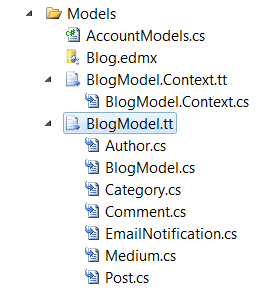 Models
AccountModels.cs
Blog.edmx
BlogModel.Context.tt
BlogModel.Context.cs
BlogModel.tt
Author.cs
BlogModel.cs
Category.cs
Comment.cs
EmailNotification.cs
Medium.cs
Post.cs